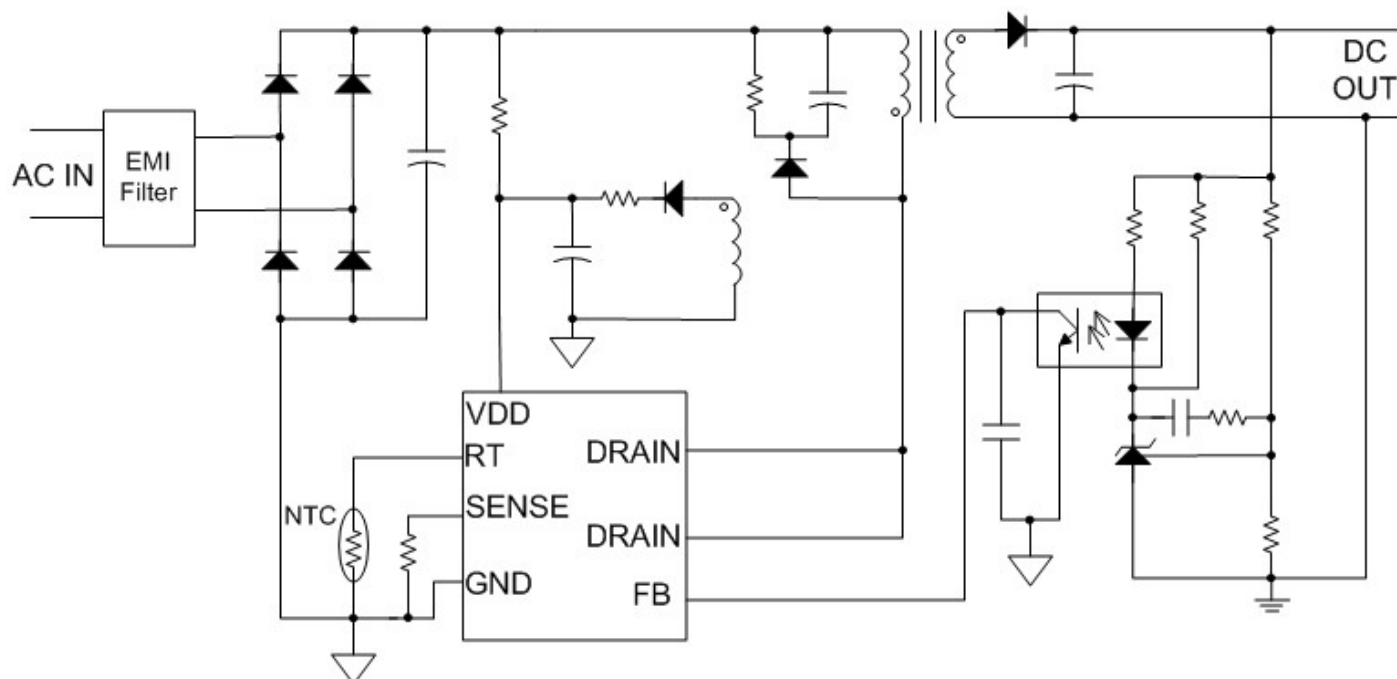 AC IN
EMI
Filter
DC
OUT
VDD
RT
SENSE
GND
DRAIN
DRAIN
FB
NTC